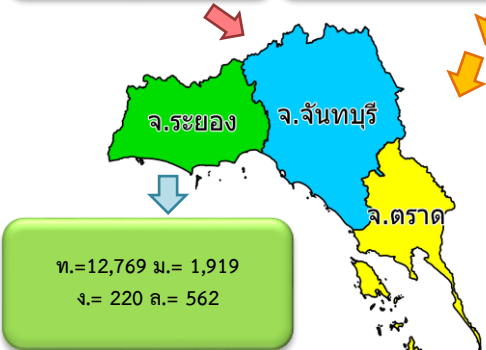 จ.ระยอง
จ.จันทบุรี
จ.ตราด
ท.=12,769 ม.= 1,919
ง.= 220 ล.= 562